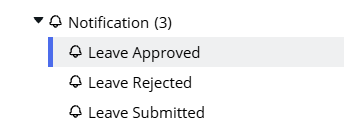 Notification (3)
Leave Approved
Leave Rejected
Leave Submitted